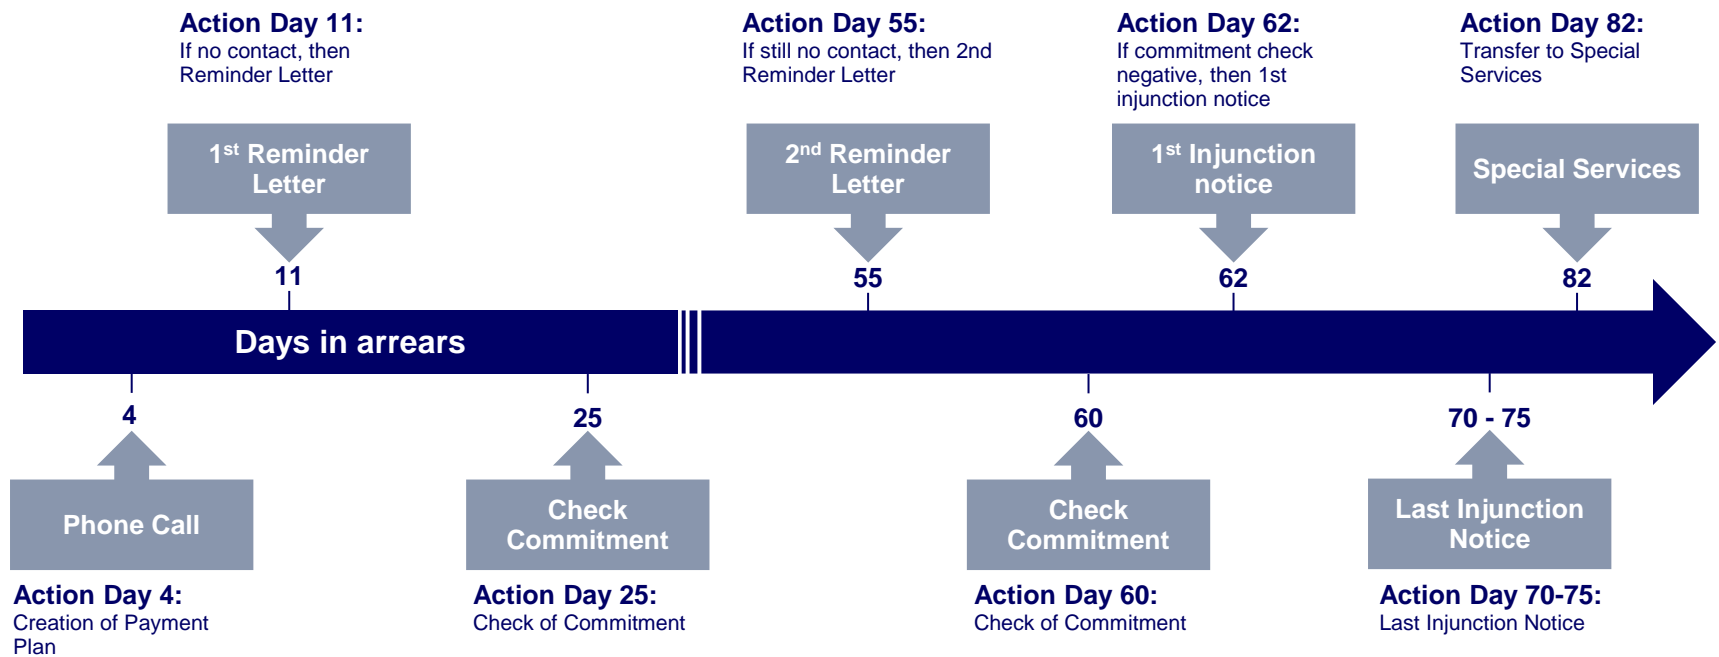 Action Day 11:
If no contact, then
Reminder Letter
Action Day 55:
If still no contact, then 2nd
Reminder Letter
Action Day 62:
If commitment check
negative, then 1st
injunction notice
Action Day 82:
Transfer to Special
Services
1st Reminder
Letter
2nd Reminder
Letter
1st Injunction
notice
Special Services
11
55
62
82
Days in arrears
4
25
60
70 - 75
Phone Call
Check
Commitment
Check
Commitment
Last Injunction
Notice
Action Day 4:
Creation of Payment
Plan
Action Day 25:
Check of Commitment
Action Day 60:
Check of Commitment
Action Day 70-75:
Last Injunction Notice